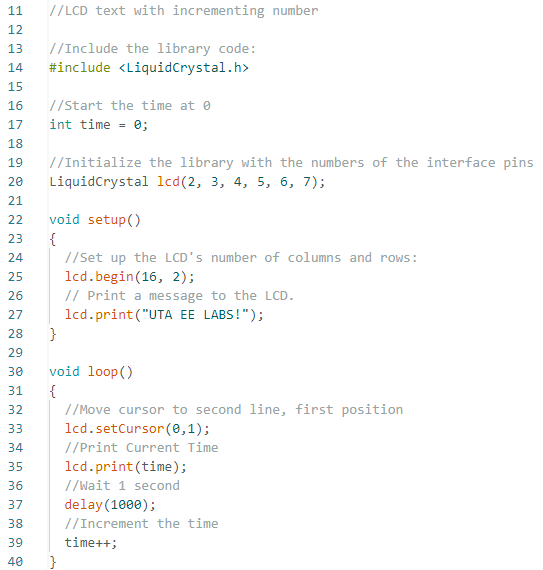 11 //LCD text with incrementing number
12
13 //Include the library code:
14 #include <LiquidCrystal.h>
15
16 //Start the time at 0
17 int time = 0;
18
19 //Initialize the library with the numbers of the interface pins
20 LiquidCrystal lcd(2, 3, 4, 5, 6, 7);
21
22 void setup()
23 {
24   //Set up the LCD's number of columns and rows:
25   lcd.begin(16, 2);
26   // Print a message to the LCD.
27   lcd.print("UTA EE LABS!");
28 }
29
30 void loop()
31 {
32   //Move cursor to second line, first position
33   lcd.setCursor(0,1);
34   //Print Current Time
35   lcd.print(time);
36   //Wait 1 second
37   delay(1000);
38   //Increment the time
39   time++;
40 }